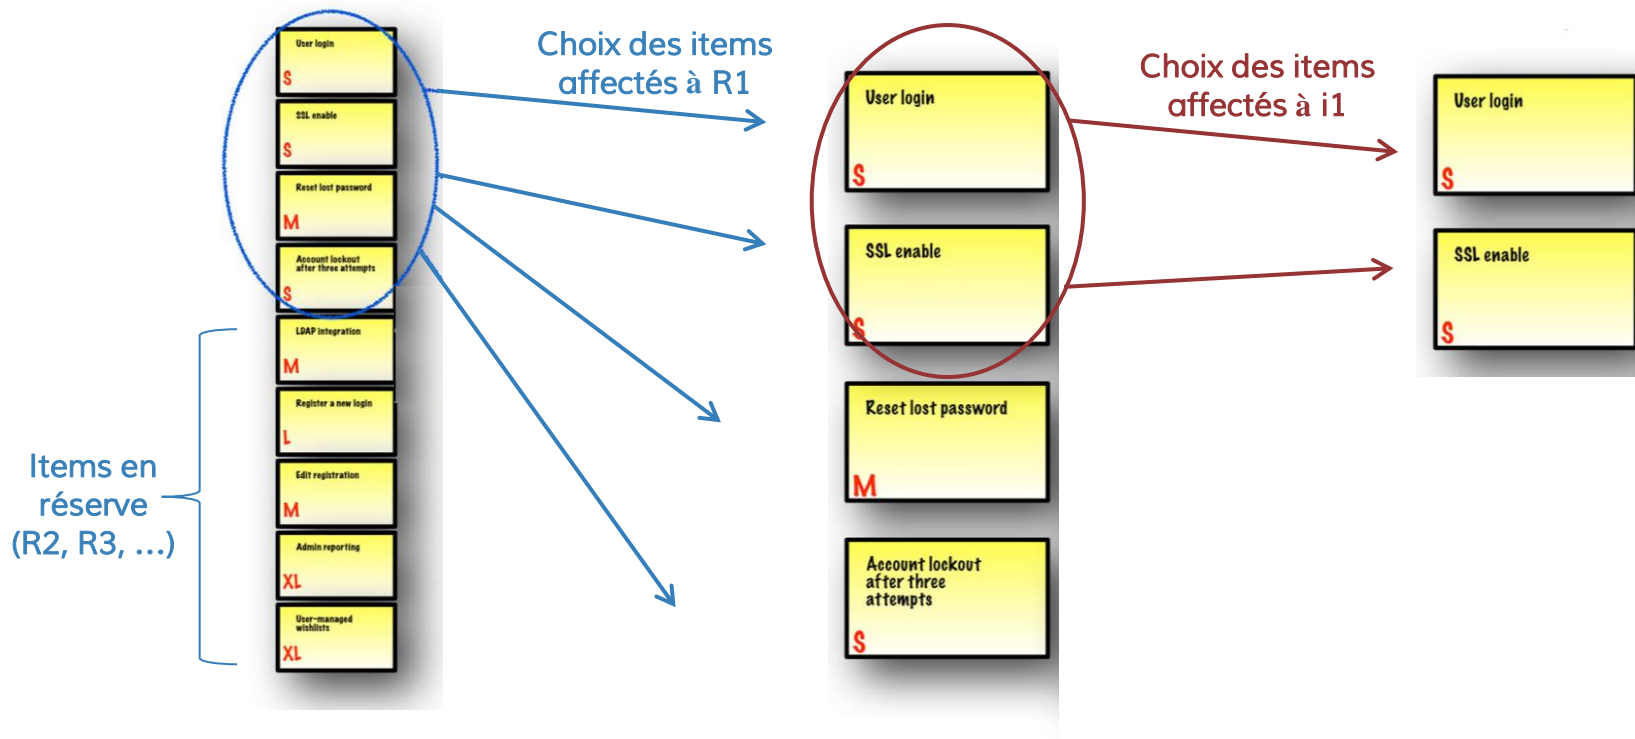 User login
S
SSL enable
S
Reset lost password
M
Account lockout
after three attempts
S
LDAP integration
M
Register a new login
L
Edit registration
M
Admin reporting
XL
User-managed
wishlists
XL
Items en
réserve
(R2, R3, ...)
Choix des items
affectés à R1
User login
S
SSL enable
S
Reset lost password
M
Account lockout
after three
attempts
S
Choix des items
affectés à i1
User login
S
SSL enable
S